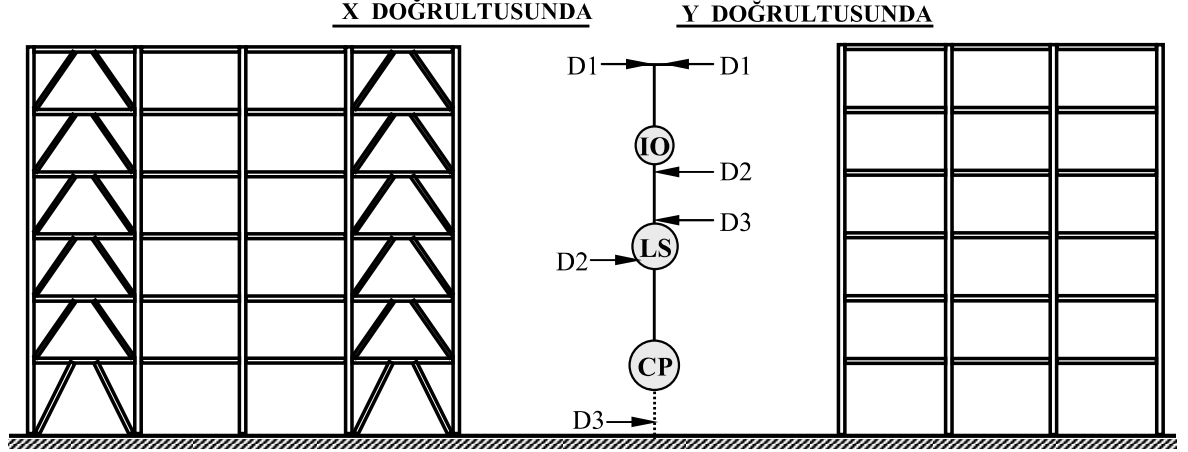 X DOĞRULTUSUNDA Y DOĞRULTUSUNDA
D1 D1
IO
D2
D3
LS
D2
CP
D3